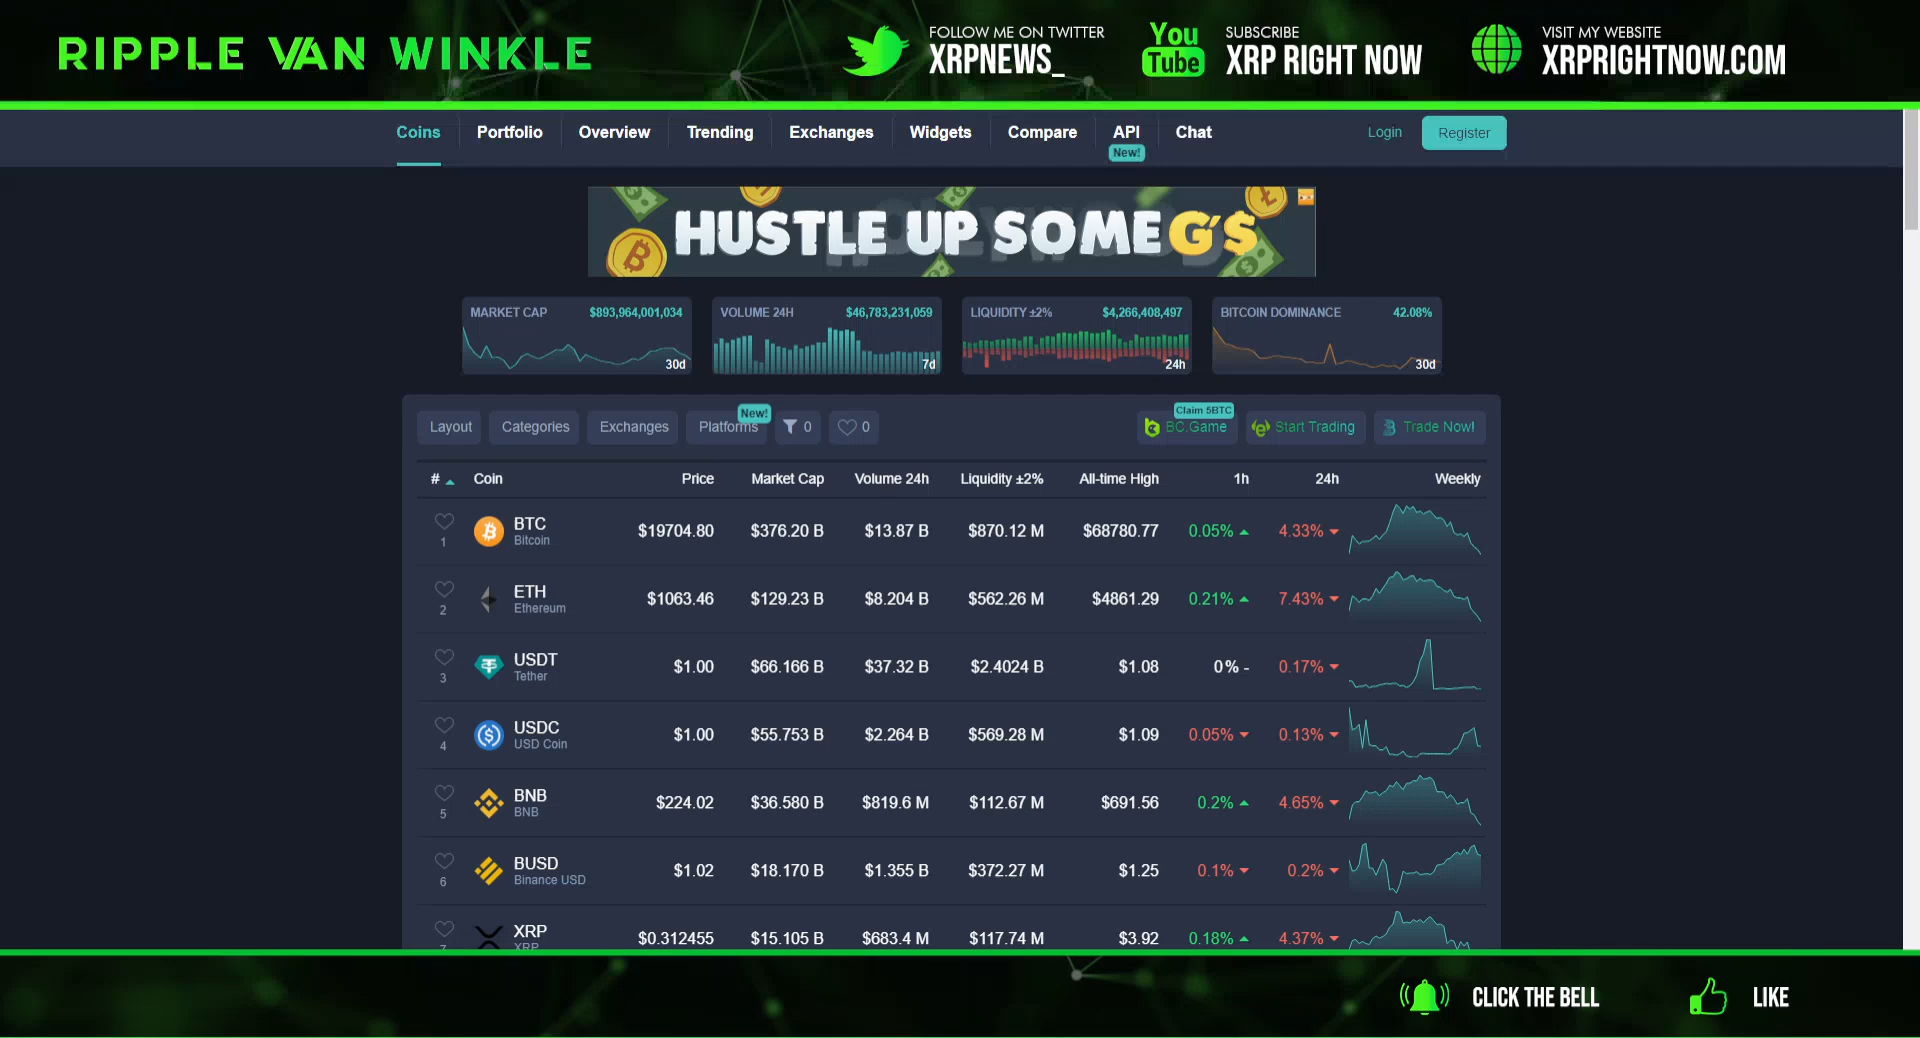 RIPPLE VAN WINKLE
FOLLOW ME ON TWITTER
XRPNEWS_
You
Tube
SUBSCRIBE
XRP RIGHT NOW
VISIT MY WEBSITE
XRPRIGHTNOW.COM
Coins Portfolio Overview Trending Exchanges Widgets Compare API Chat Login Register
New!
HUSTLE UP SOME G'S
MARKET CAP $893,964,001,034
30d
VOLUME 24H $46,783,231,059
7d
LIQUIDITY ±2% $4,266,408,497
24h
BITCOIN DOMINANCE 42.08%
30d
New! Claim 5BTC
Layout Categories Exchanges Platforms 0 0 BC.Game Start Trading Trade Now!
# Coin Price Market Cap Volume 24h Liquidity ±2% All-time High 1h 24h Weekly
1 BTC $19704.80 $376.20 B $13.87 B $870.12 M $68780.77 0.05% 4.33%
Bitcoin
2 ETH $1063.46 $129.23 B $8.204 B $562.26 M $4861.29 0.21% 7.43%
Ethereum
3 USDT $1.00 $66.166 B $37.32 B $2.4024 B $1.08 0% - 0.17%
Tether
4 USDC $1.00 $55.753 B $2.264 B $569.28 M $1.09 0.05% 0.13%
USD Coin
5 BNB $224.02 $36.580 B $819.6 M $112.67 M $691.56 0.2% 4.65%
BNB
6 BUSD $1.02 $18.170 B $1.355 B $372.27 M $1.25 0.1% 0.2%
Binance USD
7 XRP $0.312455 $15.105 B $683.4 M $117.74 M $3.92 0.18% 4.37%
XRP
CLICK THE BELL
LIKE